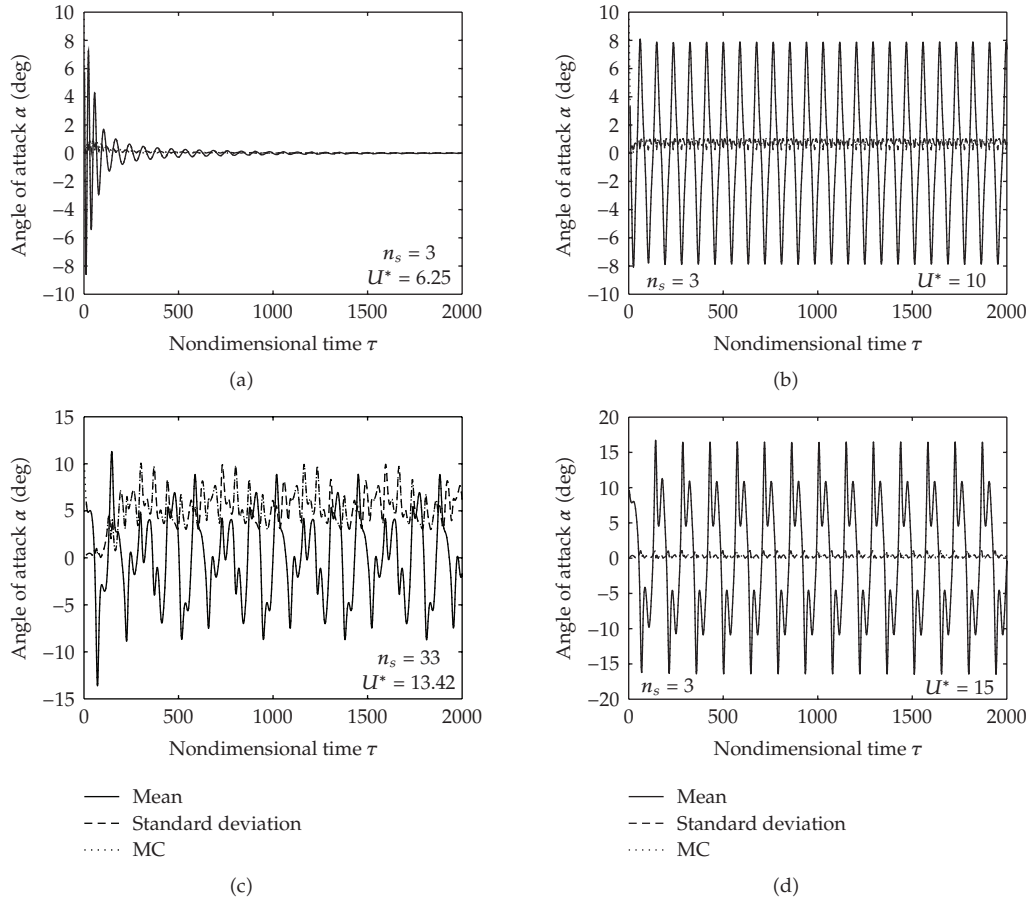 10
8
6
4
2
0
−2
−4
−6
−8
−10
Angle of attack α (deg)
n_s = 3
U* = 6.25
0 500 1000 1500 2000
Nondimensional time τ
(a)
10
8
6
4
2
0
−2
−4
−6
−8
−10
Angle of attack α (deg)
n_s = 3 U* = 10
0 500 1000 1500 2000
Nondimensional time τ
(b)
15
10
5
0
−5
−10
−15
Angle of attack α (deg)
n_s = 33
U* = 13.42
0 500 1000 1500 2000
Nondimensional time τ
Mean
Standard deviation
MC
(c)
20
15
10
5
0
−5
−10
−15
−20
Angle of attack α (deg)
n_s = 3 U* = 15
0 500 1000 1500 2000
Nondimensional time τ
Mean
Standard deviation
MC
(d)